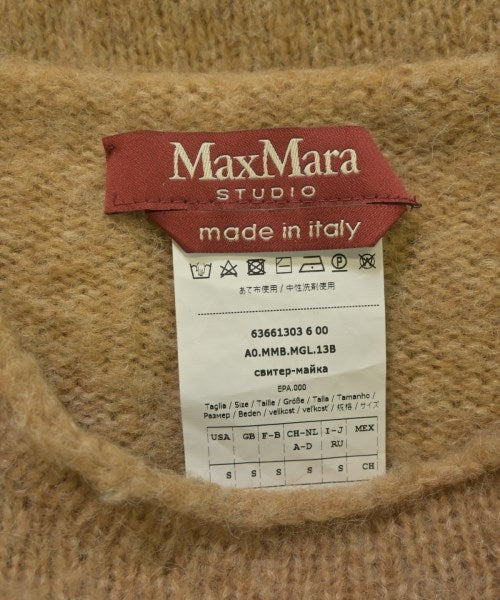 MaxMara
STUDIO
made in italy
あて布使用 / 中性洗剤使用
63661303 6 00
A0.MMB.MGL.13B
свитер-майка
EPA.000
Taglia / Size / Taille / Größe / Talla / Tamanho /
Размер / Beden / velikost / veľkosť / 規格 / サイズ
USA GB F-B CH-NL I-J MEX
A-D RU
S S S S S CH